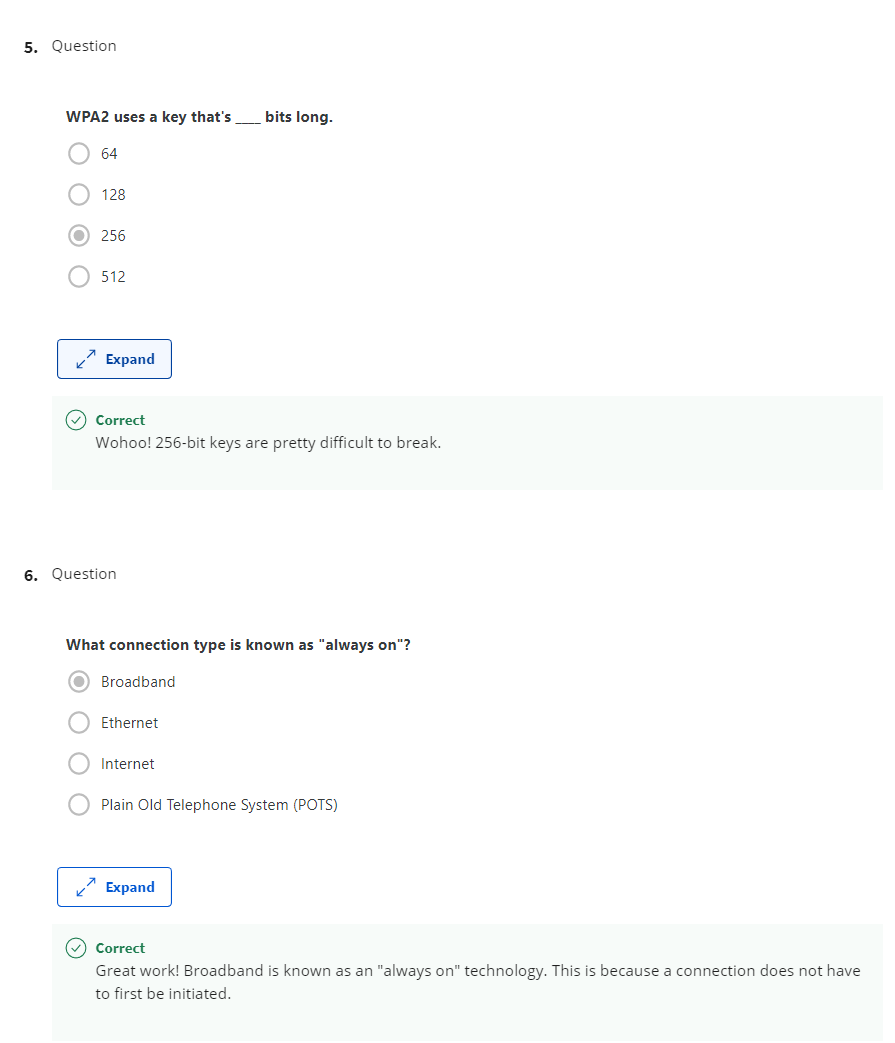 5. Question
WPA2 uses a key that's ___ bits long.
64
128
256
512
Expand
Correct
Wohoo! 256-bit keys are pretty difficult to break.
6. Question
What connection type is known as "always on"?
Broadband
Ethernet
Internet
Plain Old Telephone System (POTS)
Expand
Correct
Great work! Broadband is known as an "always on" technology. This is because a connection does not have
to first be initiated.